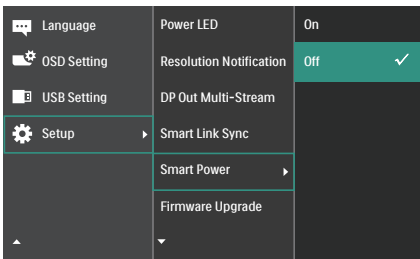 Language
OSD Setting
USB Setting
Setup
Power LED
Resolution Notification
DP Out Multi-Stream
Smart Link Sync
Smart Power
Firmware Upgrade
On
Off